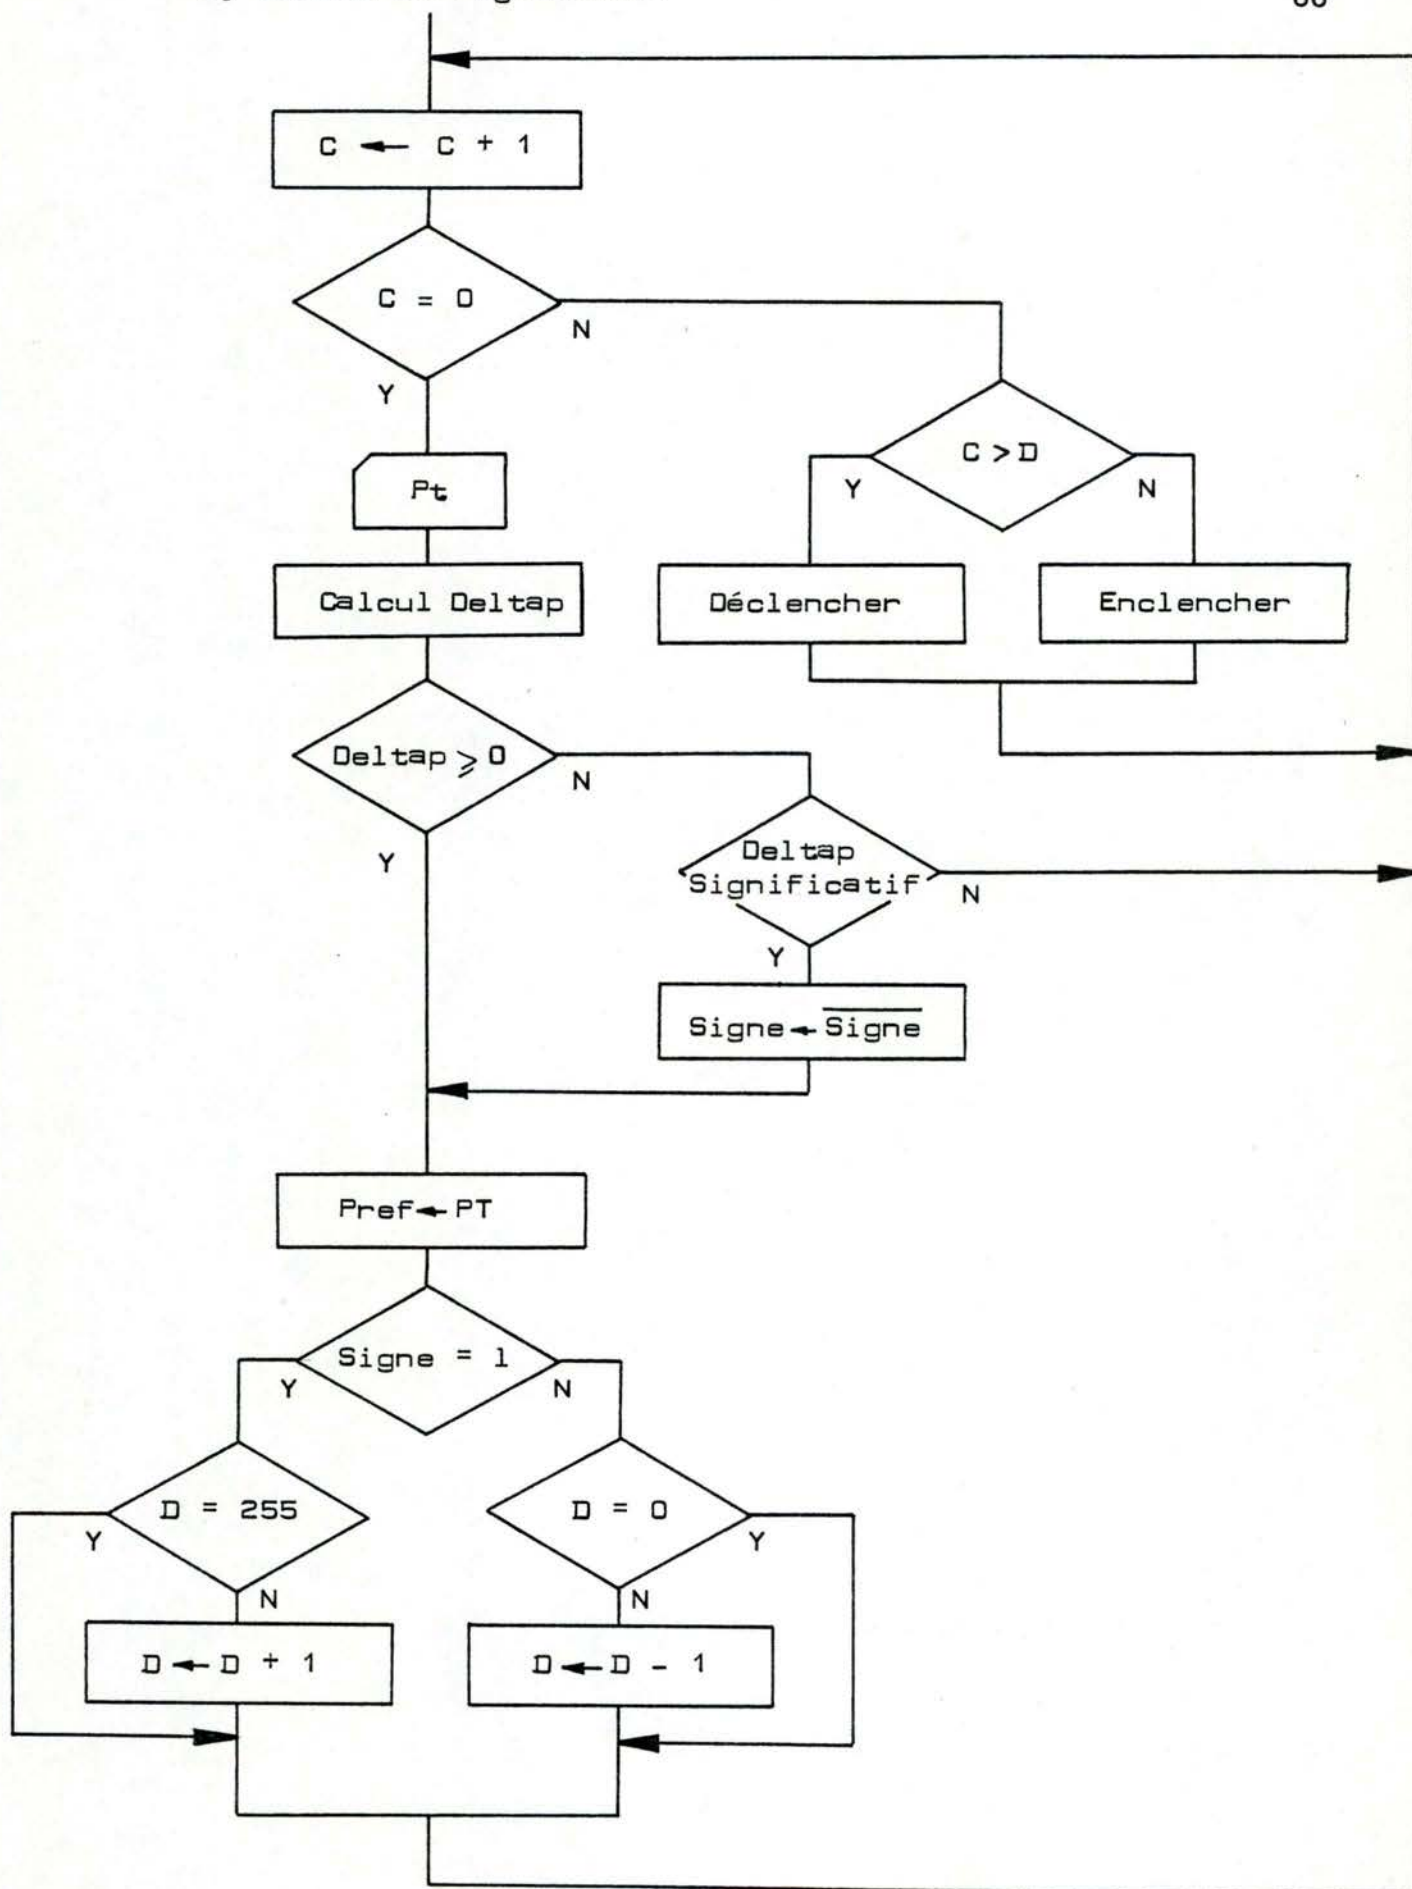 C ← C + 1
C = 0
N
Y
C > D
Y
N
Pt
Calcul Deltap
Déclencher
Enclencher
Deltap ⩾ 0
N
Y
Deltap
Significatif
N
Y
Signe ← S̅i̅g̅n̅e̅
Pref ← PT
Signe = 1
Y
N
D = 255
D = 0
Y
Y
N
N
D ← D + 1
D ← D - 1